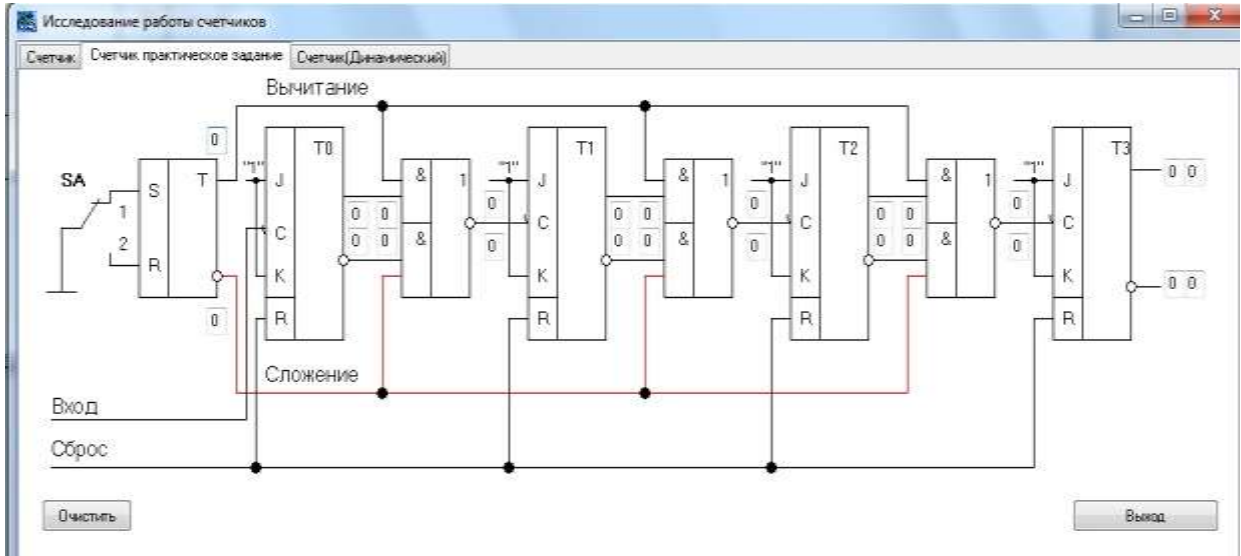 Исследование работы счетчиков
Счетчик Счетчик практическое задание Счетчик(Динамический)
Вычитание
0 T0 T1 T2 T3
SA S T "1" J & 1 "1" J & 1 "1" J & 1 "1" J 0 0
1 0 0 0 0 0 0 0 0 0
2 C 0 0 & 0 C 0 0 & 0 C 0 0 & 0 C
R K K K K 0 0
0 R R R R
Сложение
Вход
Сброс
Очистить Выход